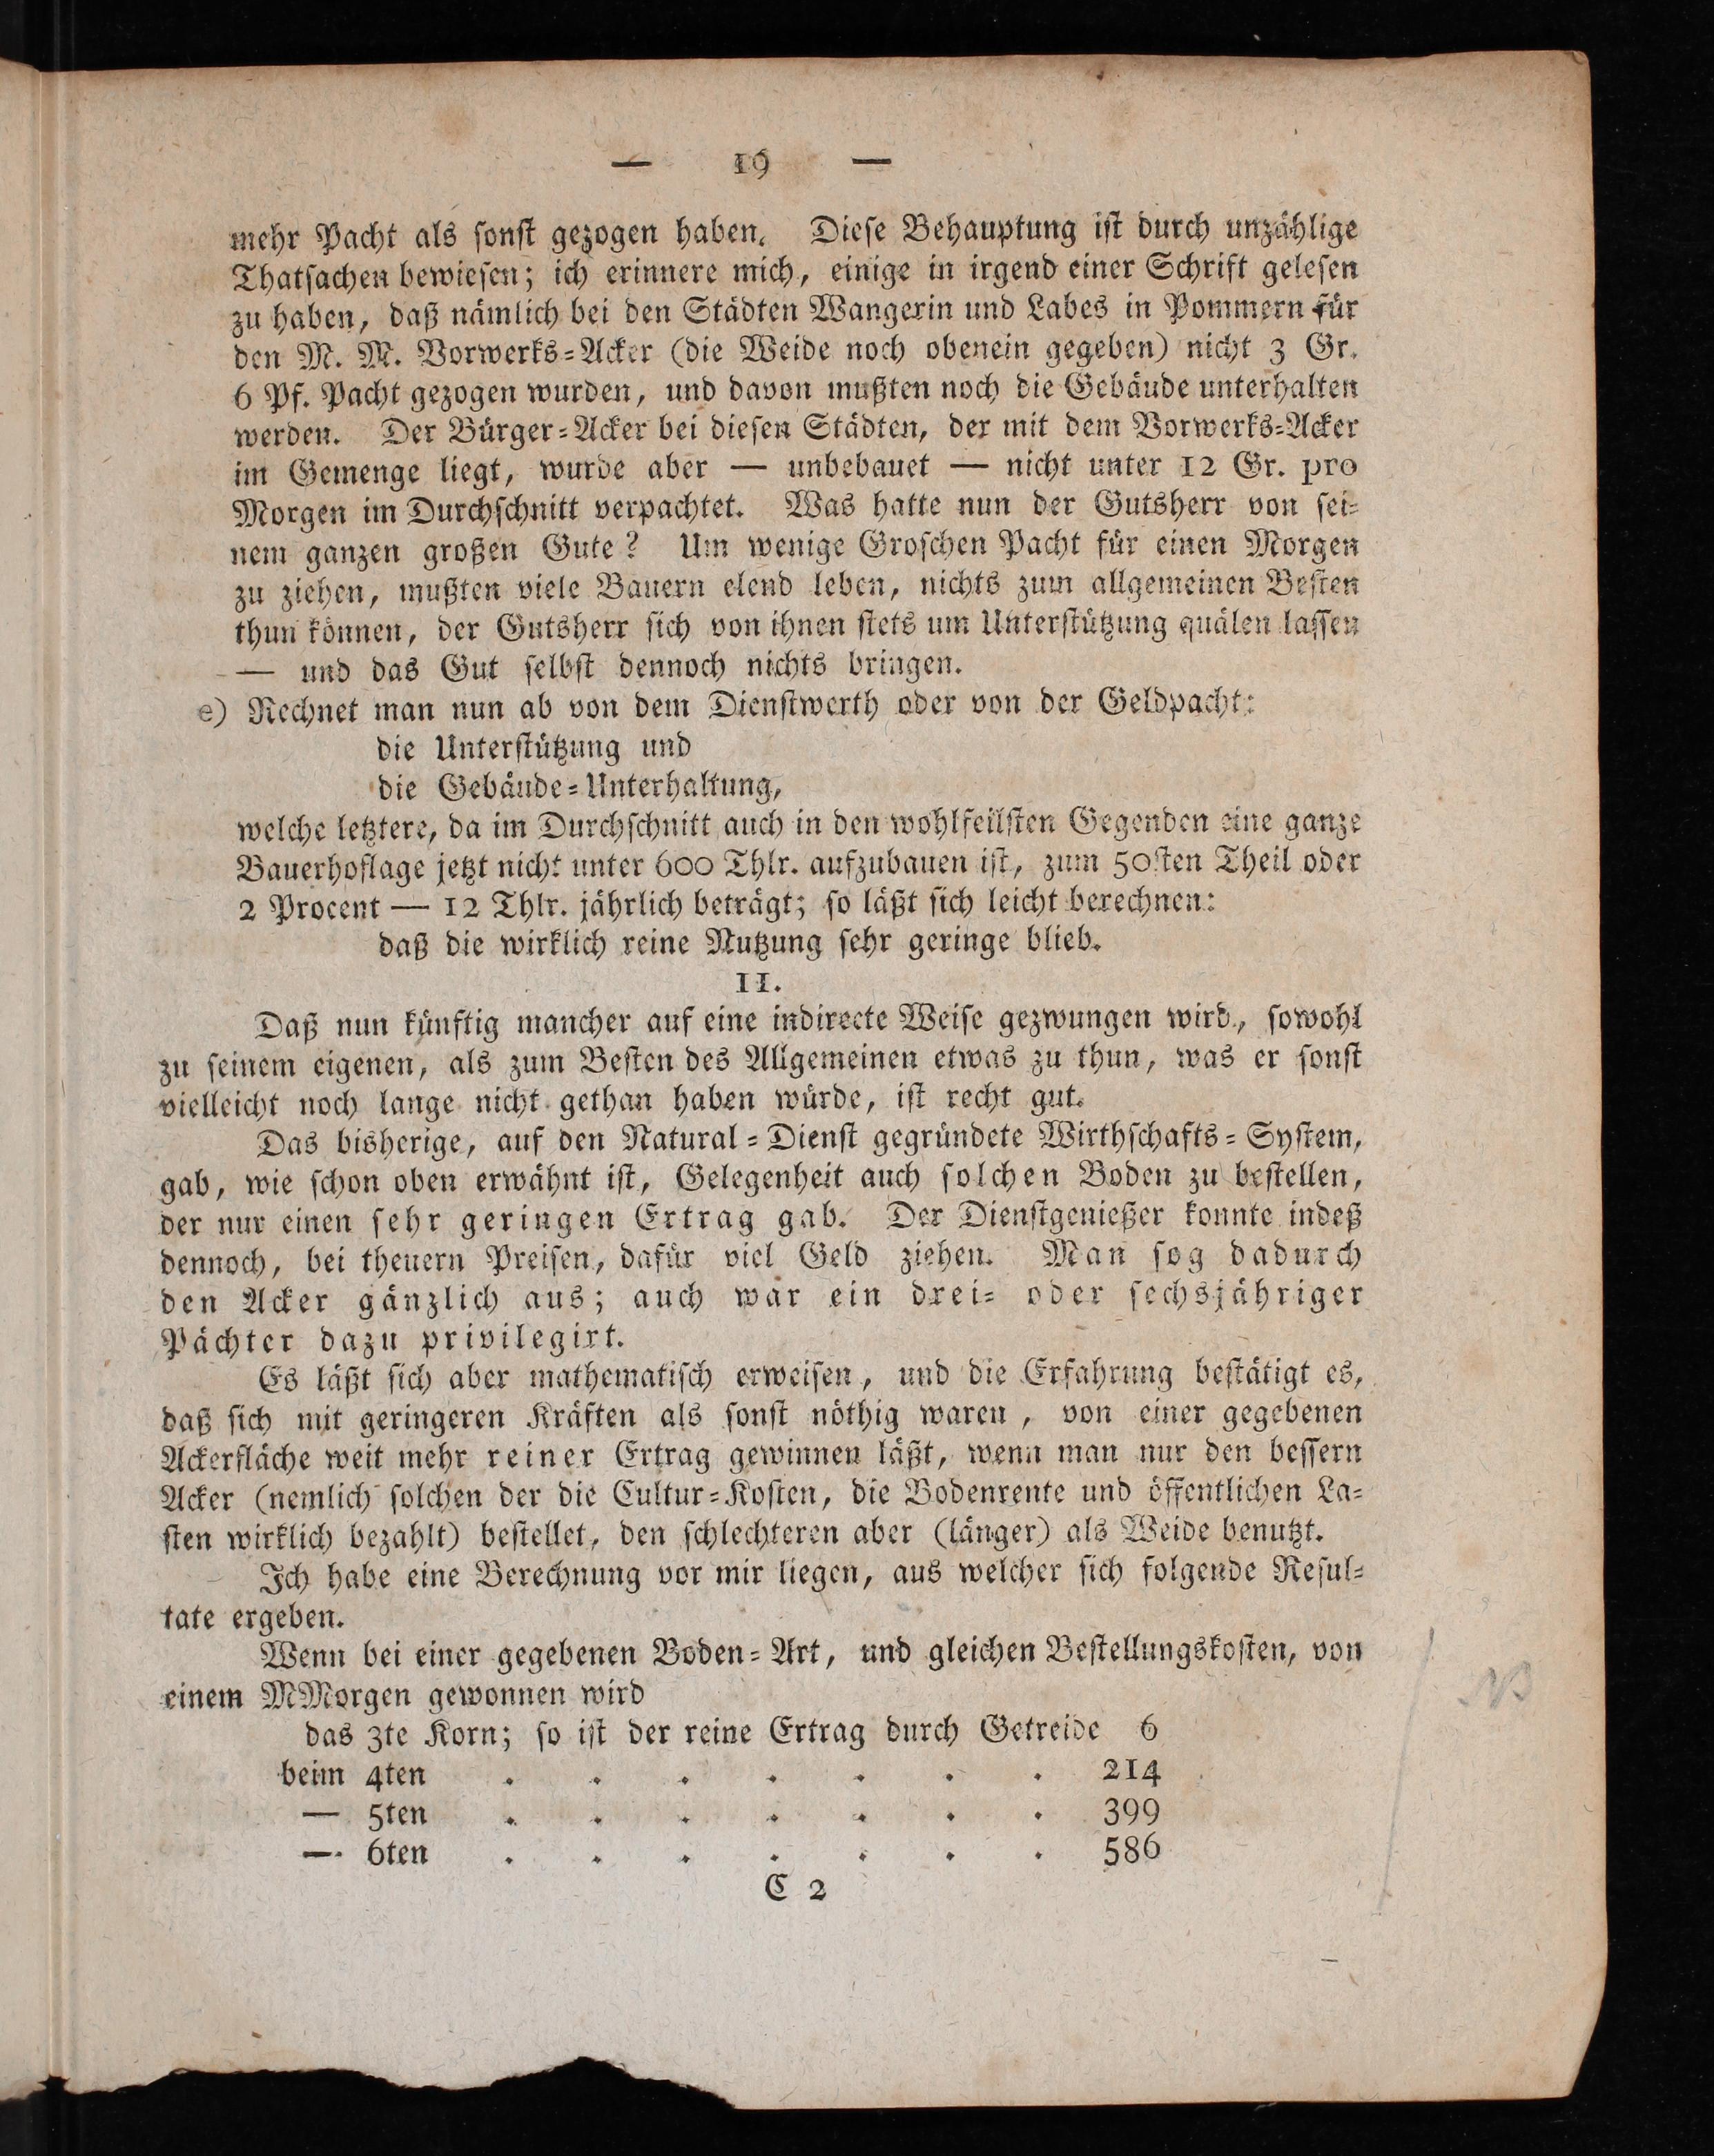 — 19 —
mehr Pacht als sonst gezogen haben. Diese Behauptung ist durch unzählige
Thatsachen bewiesen; ich erinnere mich, einige in irgend einer Schrift gelesen
zu haben, daß nämlich bei den Städten Wangerin und Labes in Pommern für
den M. M. Vorwerks=Acker (die Weide noch obenein gegeben) nicht 3 Gr.
6 Pf. Pacht gezogen wurden, und davon mußten noch die Gebäude unterhalten
werden. Der Bürger=Acker bei diesen Städten, der mit dem Vorwerks=Acker
im Gemenge liegt, wurde aber — unbebauet — nicht unter 12 Gr. pro
Morgen im Durchschnitt verpachtet. Was hatte nun der Gutsherr von sei=
nem ganzen großen Gute? Um wenige Groschen Pacht für einen Morgen
zu ziehen, mußten viele Bauern elend leben, nichts zum allgemeinen Besten
thun können, der Gutsherr sich von ihnen stets um Unterstützung quälen lassen
— und das Gut selbst dennoch nichts bringen.
e) Rechnet man nun ab von dem Dienstwerth oder von der Geldpacht:
die Unterstützung und
die Gebäude=Unterhaltung,
welche letztere, da im Durchschnitt auch in den wohlfeilsten Gegenden eine ganze
Bauerhoflage jetzt nicht unter 600 Thlr. aufzubauen ist, zum 50sten Theil oder
2 Procent — 12 Thlr. jährlich beträgt; so läßt sich leicht berechnen:
daß die wirklich reine Nutzung sehr geringe blieb.
11.
Daß nun künftig mancher auf eine indirecte Weise gezwungen wird, sowohl
zu seinem eigenen, als zum Besten des Allgemeinen etwas zu thun, was er sonst
vielleicht noch lange nicht gethan haben würde, ist recht gut.
Das bisherige, auf den Natural=Dienst gegründete Wirthschafts=System,
gab, wie schon oben erwähnt ist, Gelegenheit auch solchen Boden zu bestellen,
der nur einen sehr geringen Ertrag gab. Der Dienstgenießer konnte indeß
dennoch, bei theuern Preisen, dafür viel Geld ziehen. Man sog dadurch
den Acker gänzlich aus; auch war ein drei= oder sechsjähriger
Pächter dazu privilegirt.
Es läßt sich aber mathematisch erweisen, und die Erfahrung bestätigt es,
daß sich mit geringeren Kräften als sonst nöthig waren, von einer gegebenen
Ackerfläche weit mehr reiner Ertrag gewinnen läßt, wenn man nur den bessern
Acker (nemlich solchen der die Cultur=Kosten, die Bodenrente und öffentlichen La=
sten wirklich bezahlt) bestellet, den schlechteren aber (länger) als Weide benutzt.
Ich habe eine Berechnung vor mir liegen, aus welcher sich folgende Resul=
tate ergeben.
Wenn bei einer gegebenen Boden=Art, und gleichen Bestellungskosten, von
einem MMorgen gewonnen wird
das 3te Korn; so ist der reine Ertrag durch Getreide 6
beim 4ten . . . . . . . 214
— 5ten . . . . . . . 399
— 6ten . . . . . . . 586
C 2
NB